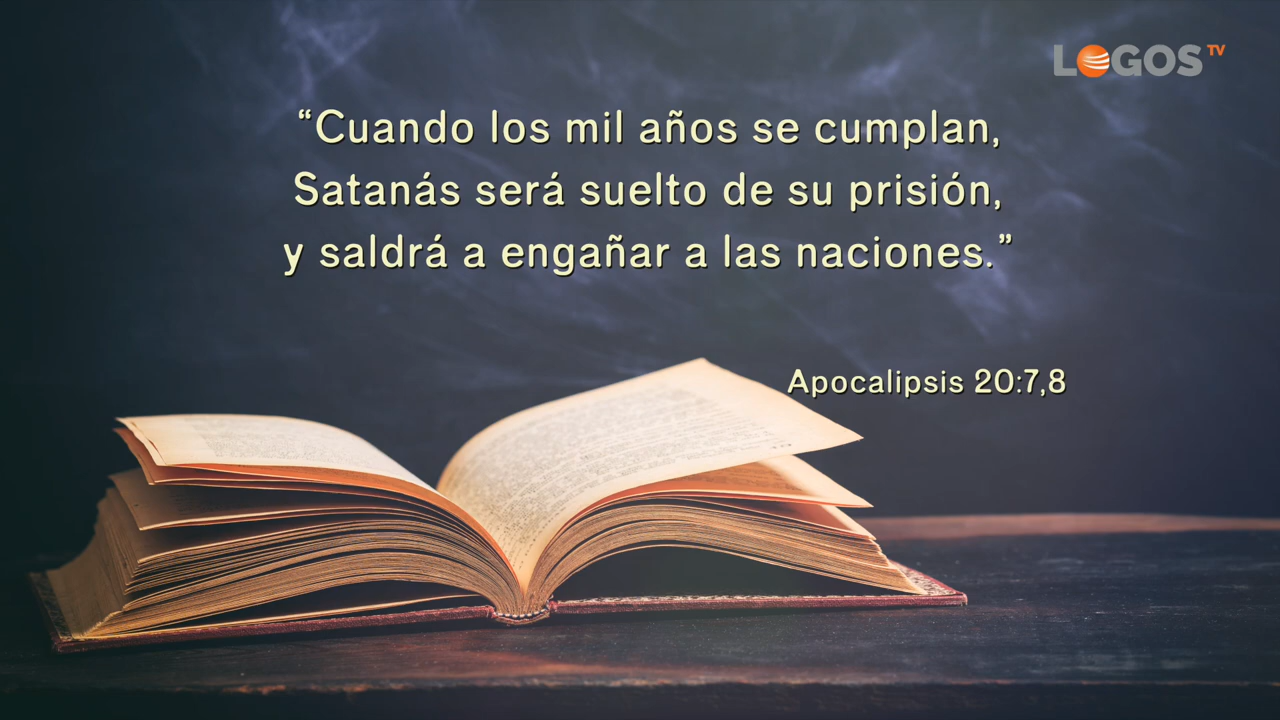 LOGOS TV
“Cuando los mil años se cumplan,
Satanás será suelto de su prisión,
y saldrá a engañar a las naciones.”
Apocalipsis 20:7,8